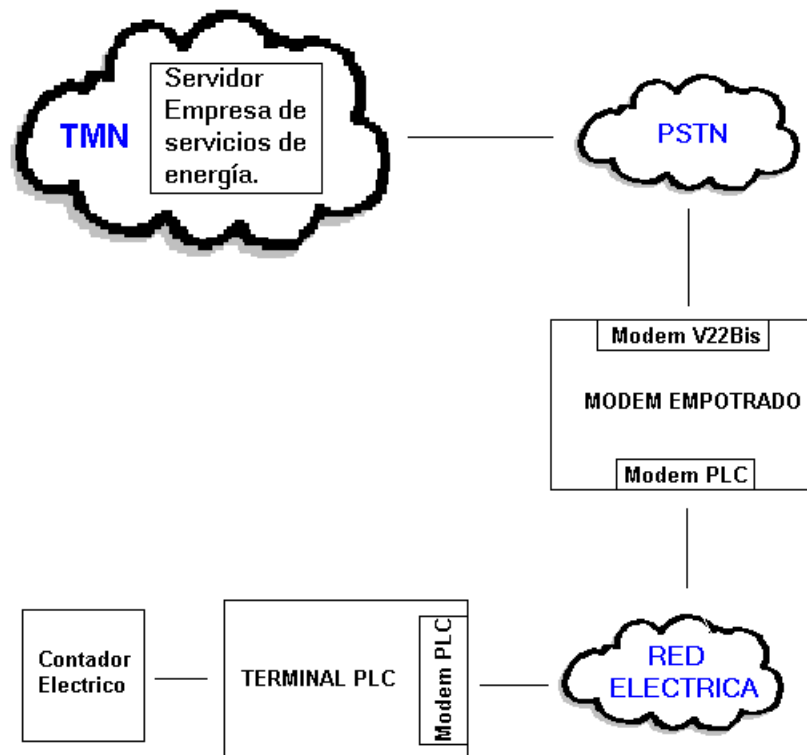 Servidor
Empresa de
servicios de
energía.
TMN
PSTN
Modem V22Bis
MODEM EMPOTRADO
Modem PLC
Contador
Electrico
TERMINAL PLC
Modem PLC
RED
ELECTRICA